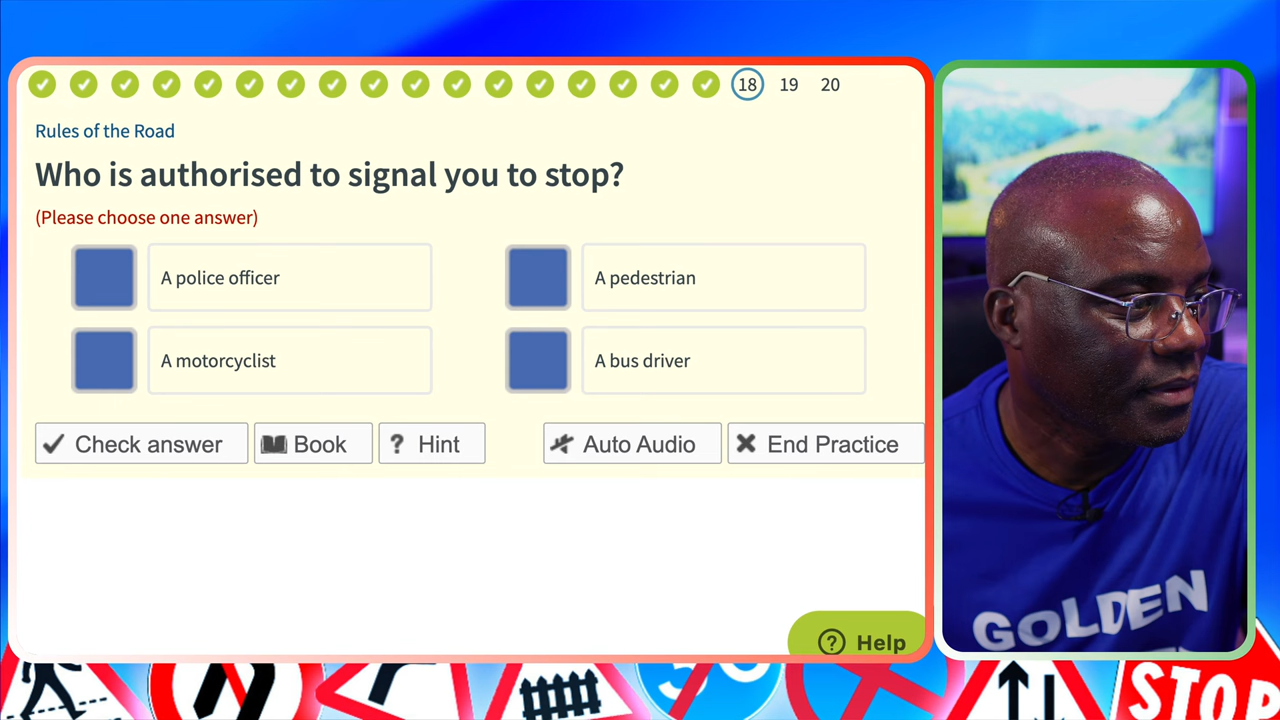 18 19 20
Rules of the Road
Who is authorised to signal you to stop?
(Please choose one answer)
A police officer
A pedestrian
A motorcyclist
A bus driver
Check answer
Book
? Hint
Auto Audio
End Practice
? Help
GOLDEN
STOP